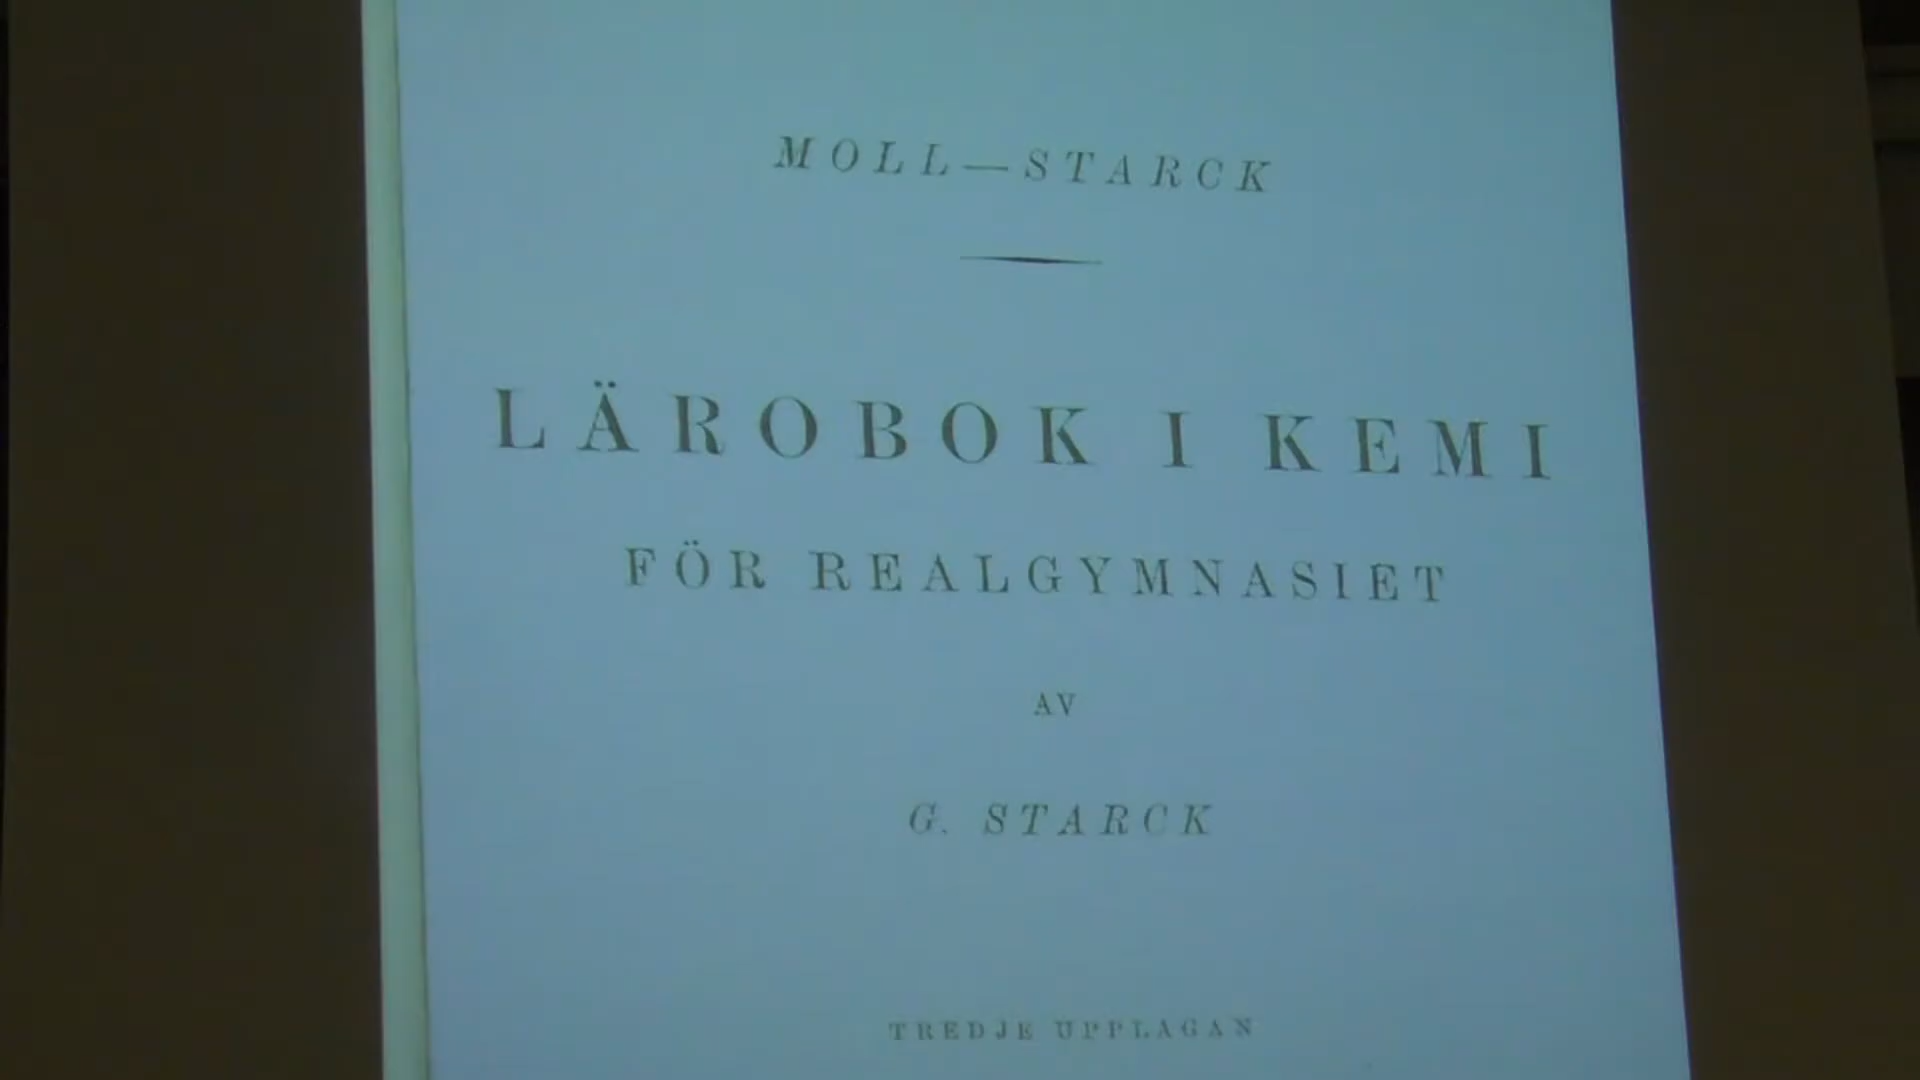 MOLL—STARCK
LÄROBOK I KEMI
FÖR REALGYMNASIET
AV
G. STARCK
TREDJE UPPLAGAN